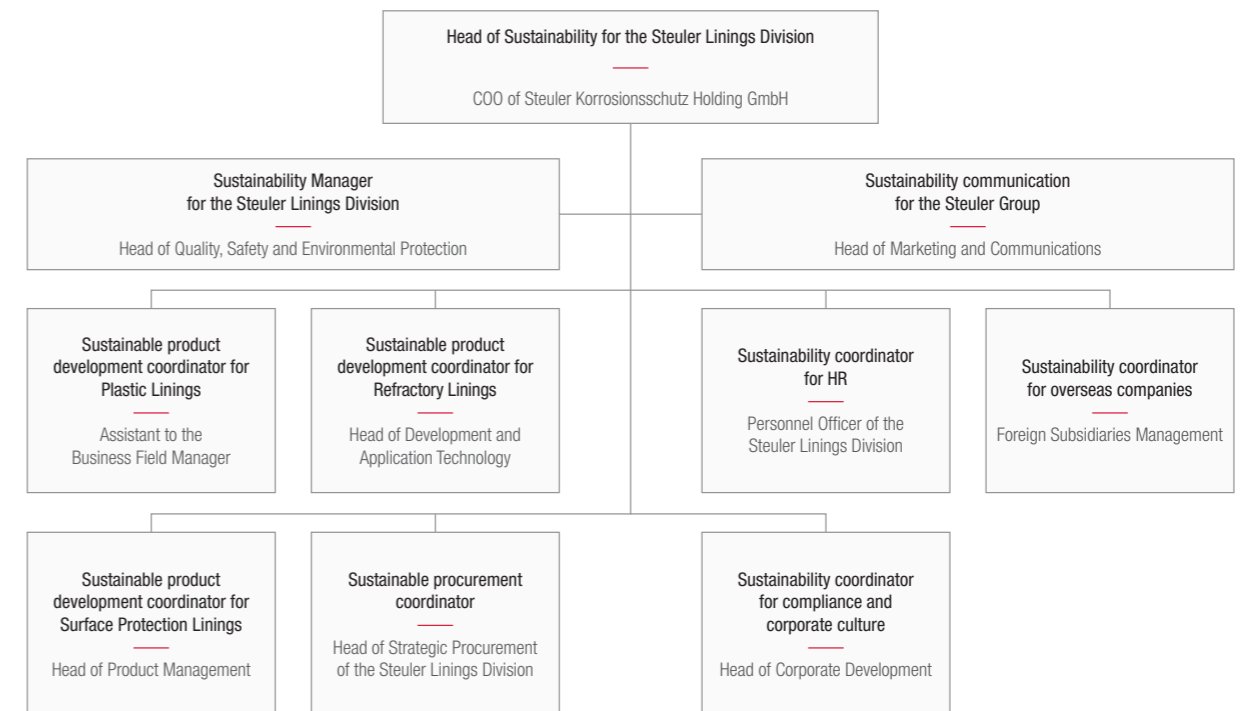 Head of Sustainability for the Steuler Linings Division
COO of Steuler Korrosionsschutz Holding GmbH
Sustainability Manager
for the Steuler Linings Division
Head of Quality, Safety and Environmental Protection
Sustainability communication
for the Steuler Group
Head of Marketing and Communications
Sustainable product
development coordinator for
Plastic Linings
Assistant to the
Business Field Manager
Sustainable product
development coordinator for
Refractory Linings
Head of Development and
Application Technology
Sustainability coordinator
for HR
Personnel Officer of the
Steuler Linings Division
Sustainability coordinator
for overseas companies
Foreign Subsidiaries Management
Sustainable product
development coordinator for
Surface Protection Linings
Head of Product Management
Sustainable procurement
coordinator
Head of Strategic Procurement
of the Steuler Linings Division
Sustainability coordinator
for compliance and
corporate culture
Head of Corporate Development